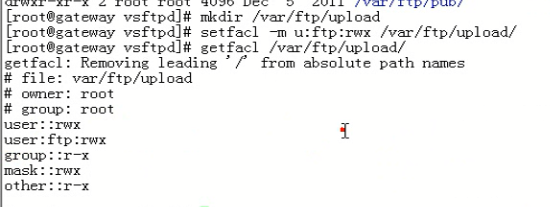 drwxr-xr-x 2 root root 4096 Dec  5  2011 /var/ftp/pub/
[root@gateway vsftpd]# mkdir /var/ftp/upload
[root@gateway vsftpd]# setfacl -m u:ftp:rwx /var/ftp/upload/
[root@gateway vsftpd]# getfacl /var/ftp/upload/
getfacl: Removing leading '/' from absolute path names
# file: var/ftp/upload
# owner: root
# group: root
user::rwx
user:ftp:rwx
group::r-x
mask::rwx
other::r-x